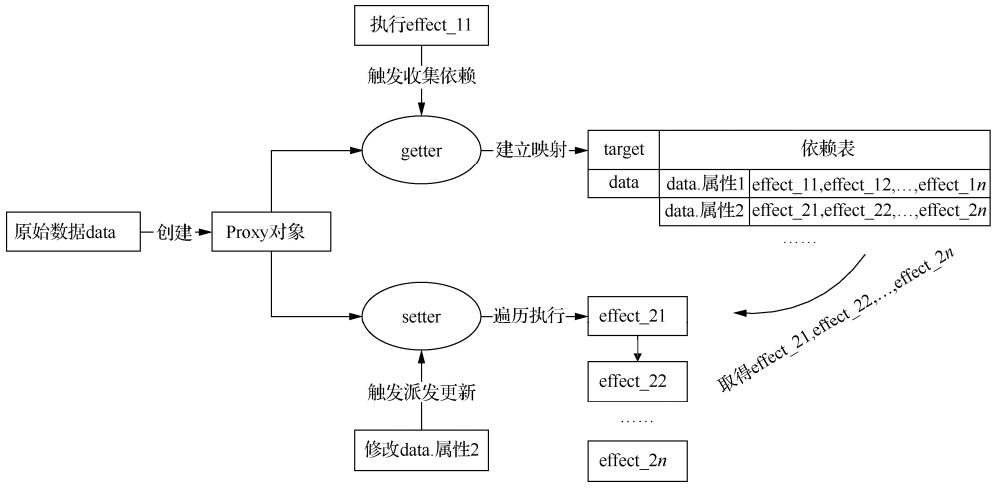 执行effect_11
触发收集依赖
getter
建立映射
target
依赖表
data
data.属性1
effect_11,effect_12,…,effect_1n
data.属性2
effect_21,effect_22,…,effect_2n
……
原始数据data
创建
Proxy对象
setter
遍历执行
effect_21
取得effect_21,effect_22,…,effect_2n
effect_22
触发派发更新
……
修改data.属性2
effect_2n